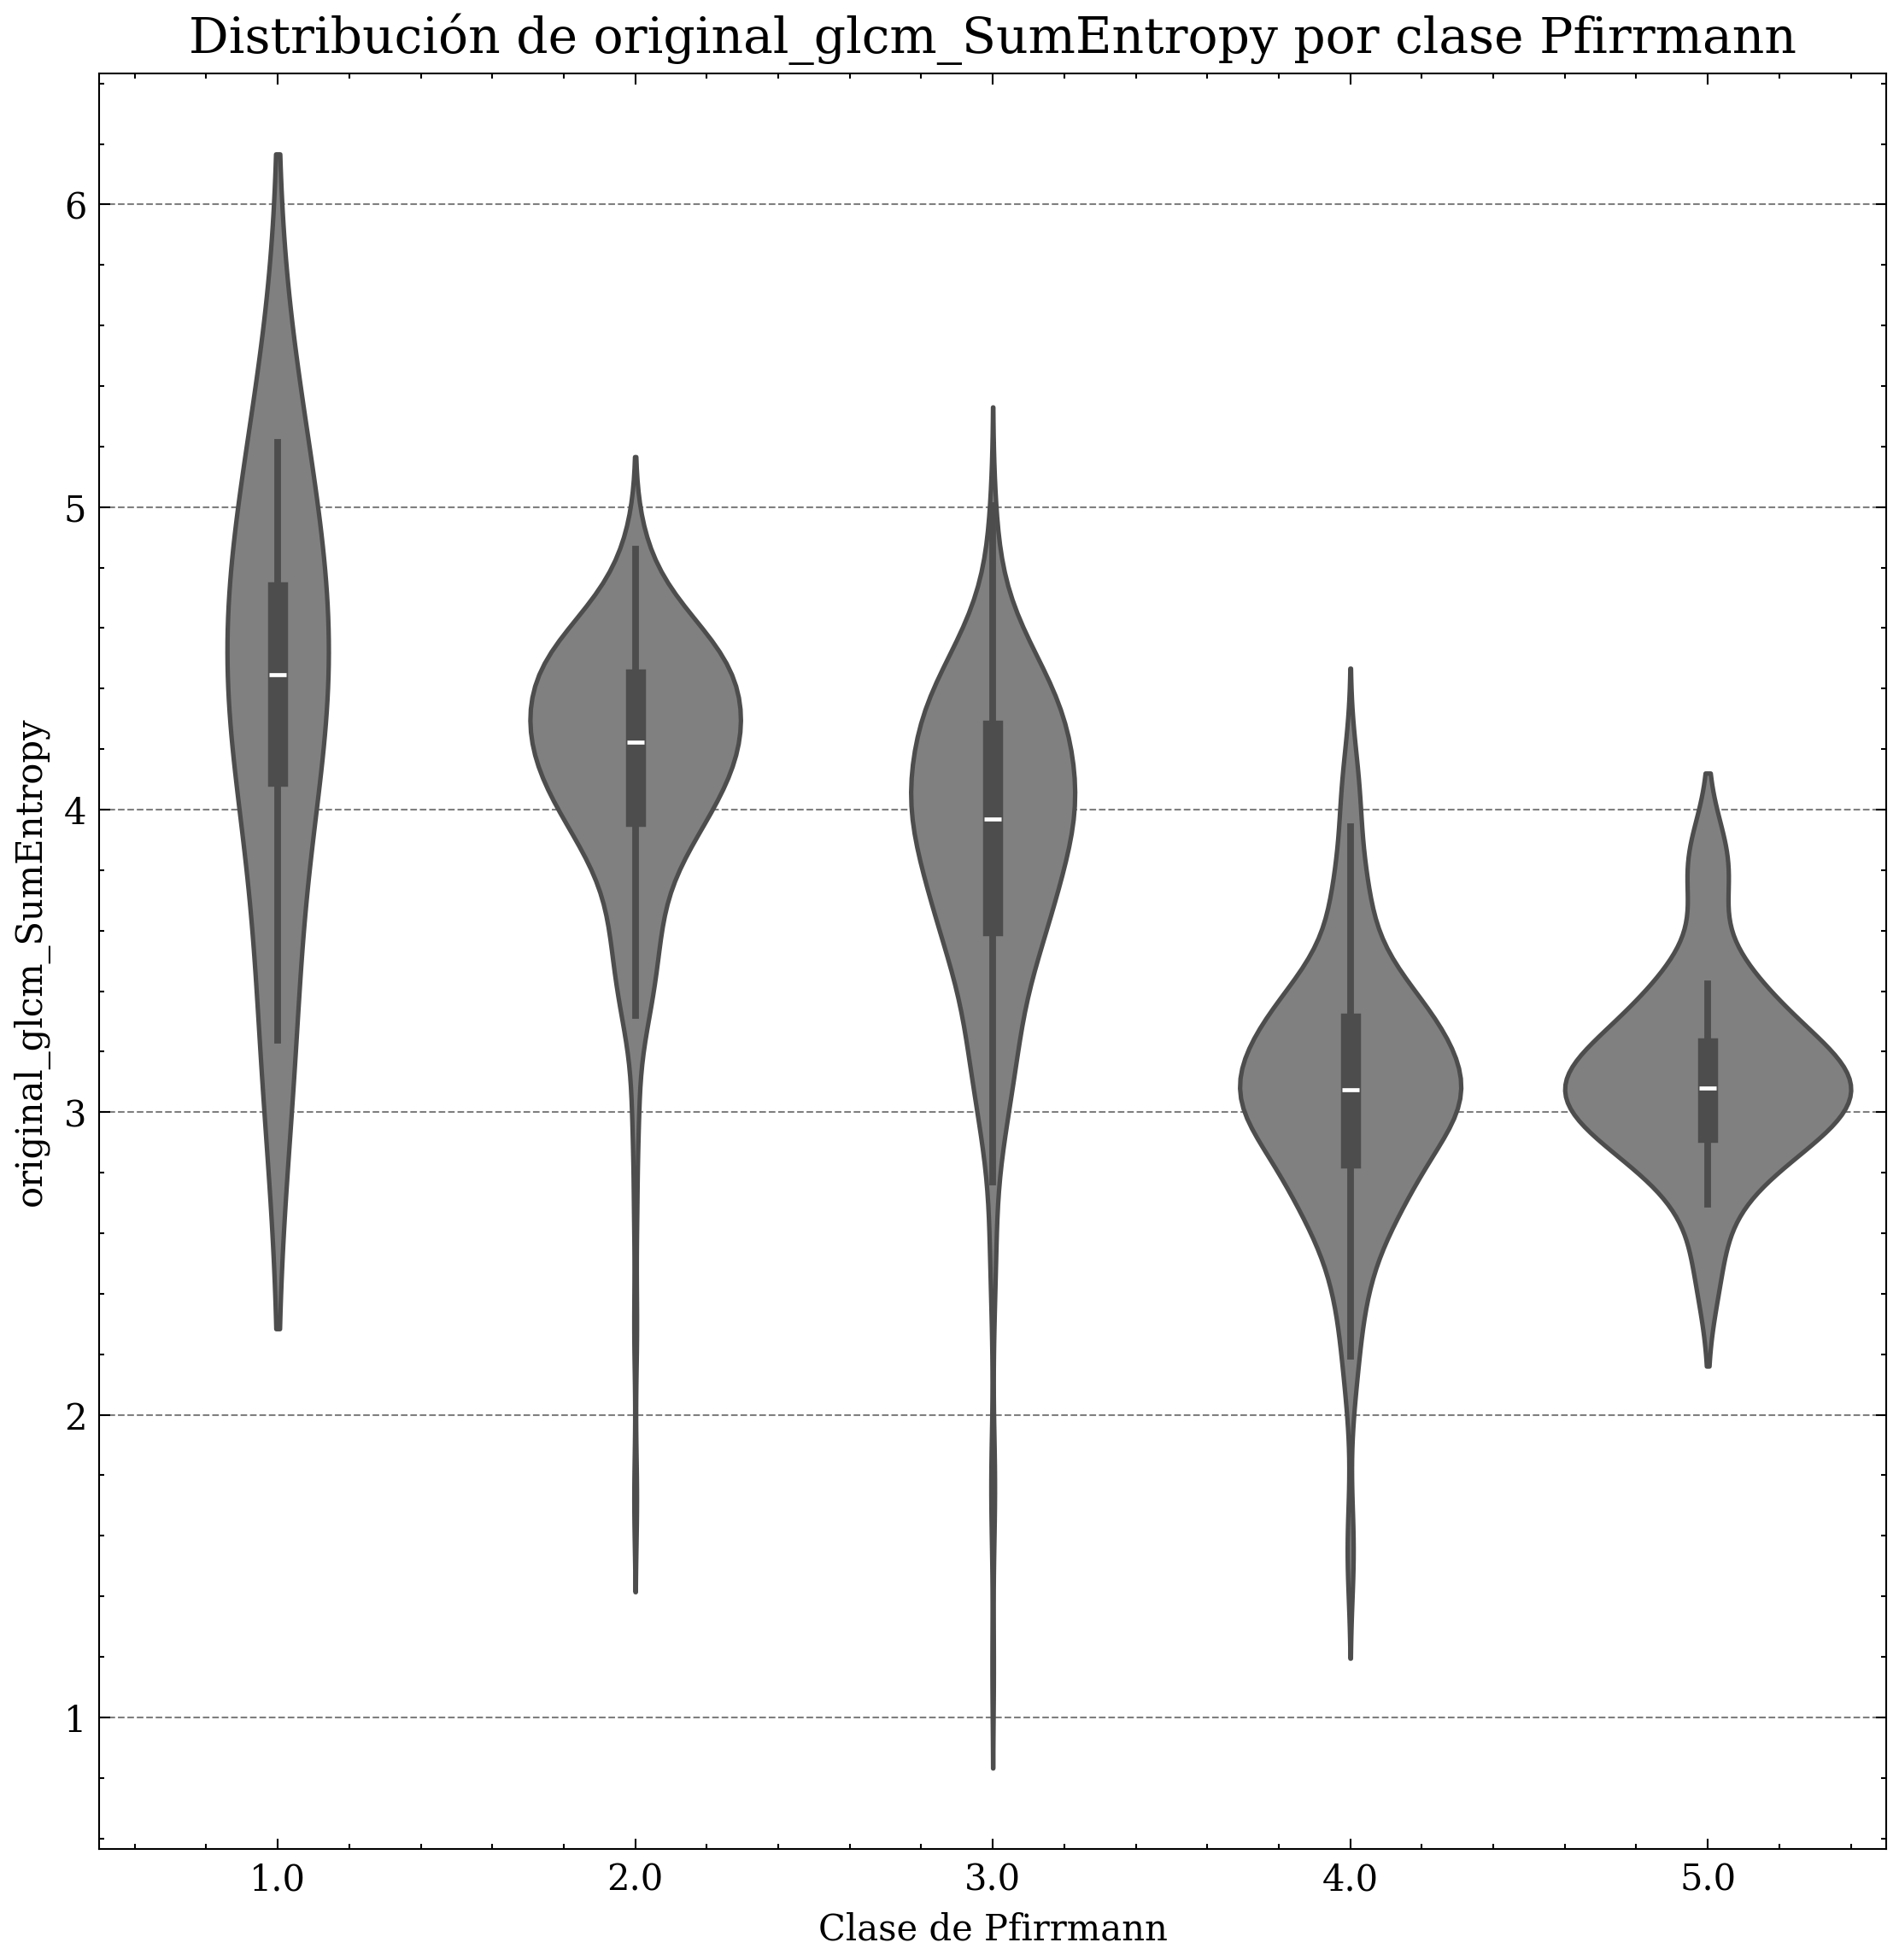 Distribución de original_glcm_SumEntropy por clase Pfirrmann
original_glcm_SumEntropy
6
5
4
3
2
1
1.0 2.0 3.0 4.0 5.0
Clase de Pfirrmann